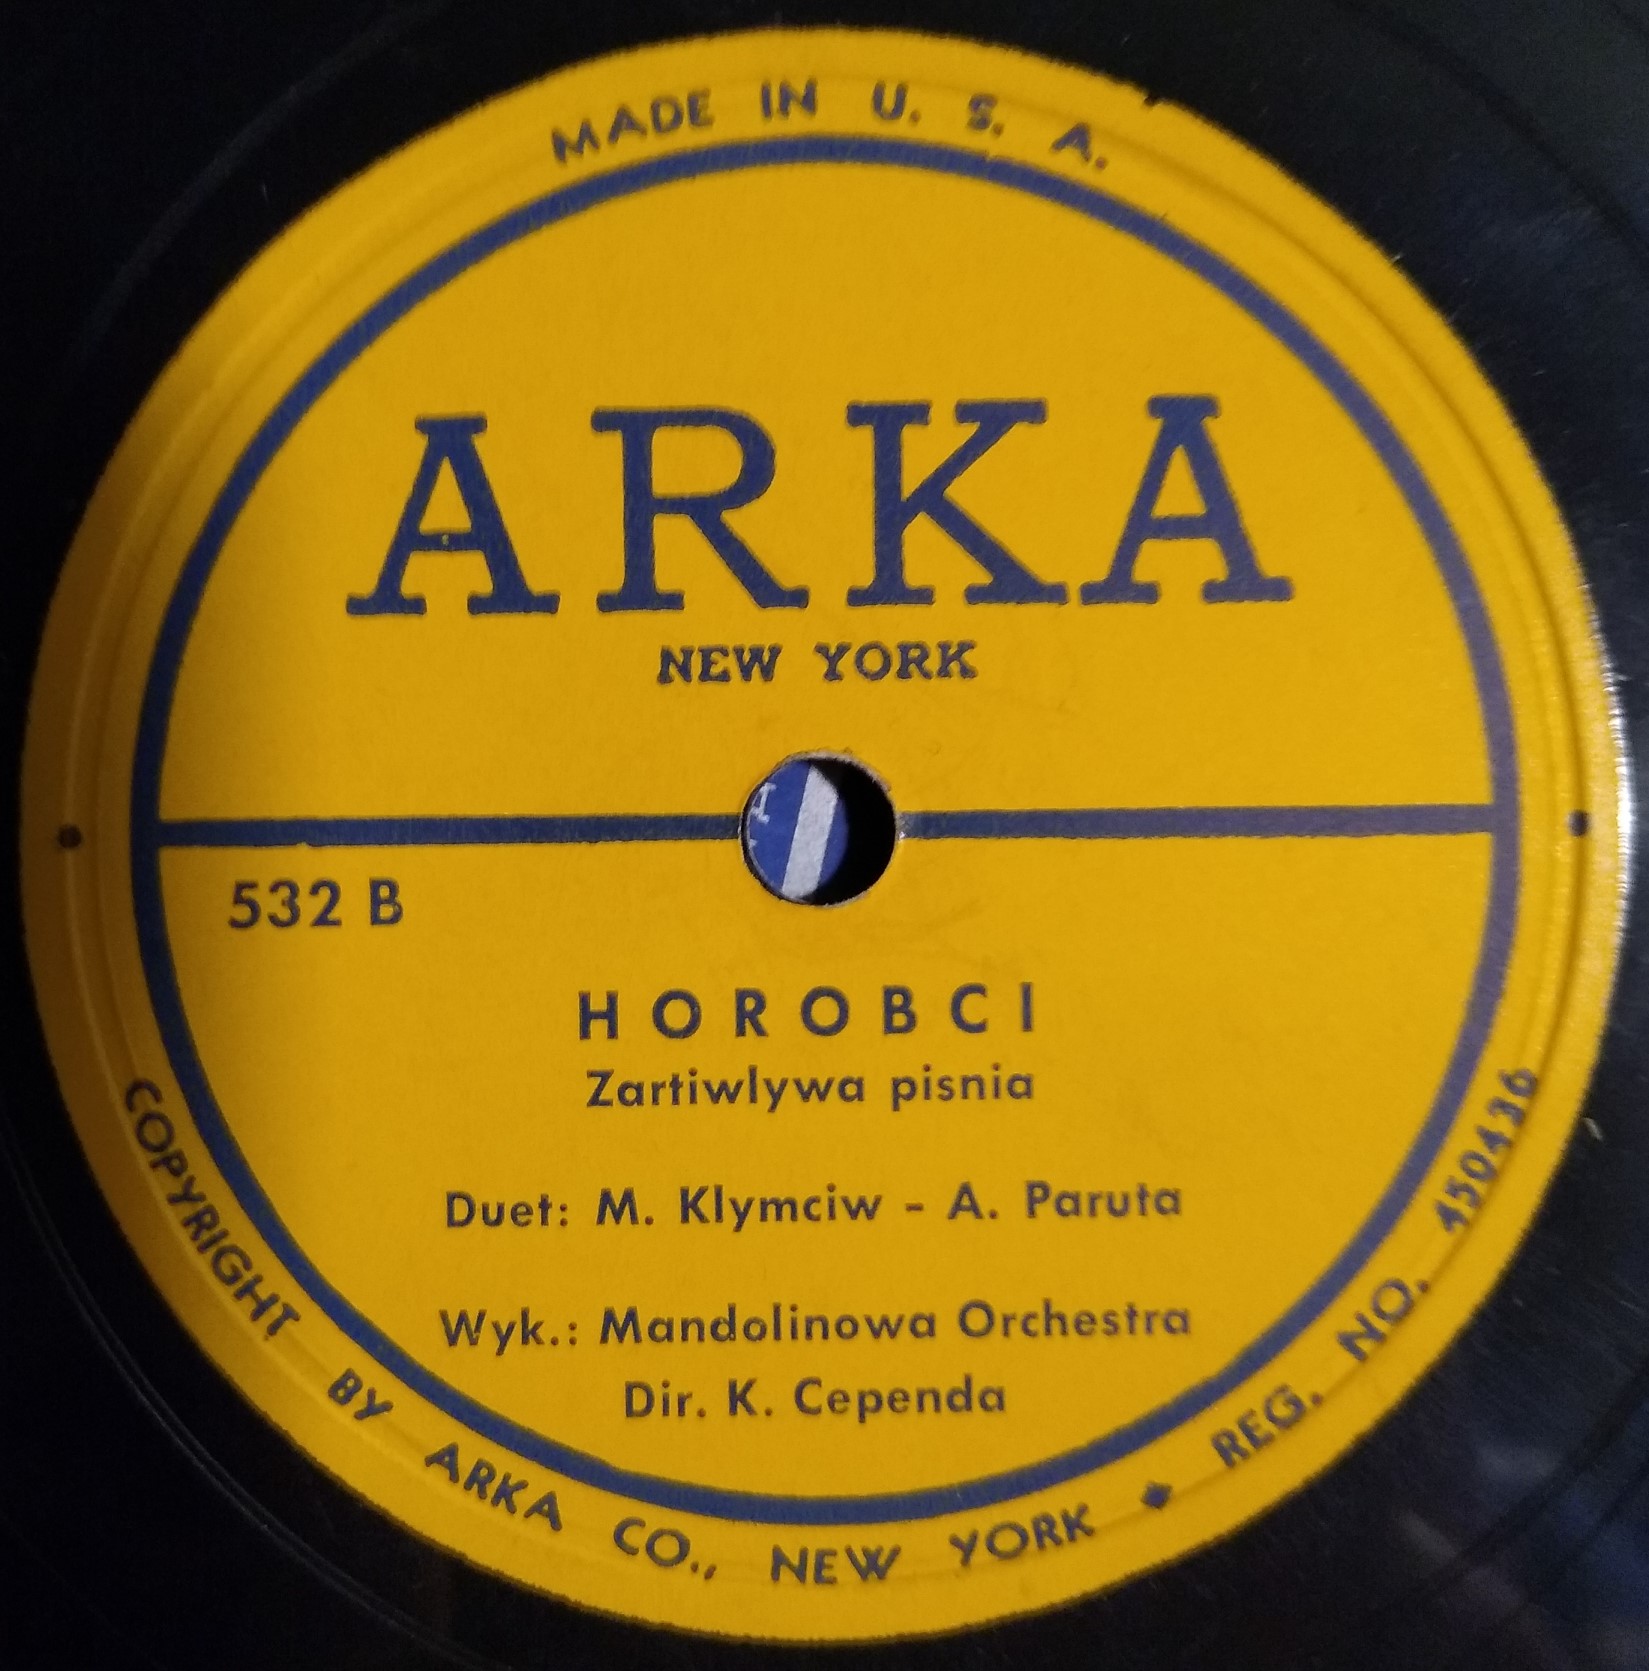 MADE IN U. S. A.
ARKA
NEW YORK
532 B
HOROBCI
Zartiwlywa pisnia
Duet: M. Klymciw - A. Paruta
Wyk.: Mandolinowa Orchestra
Dir. K. Cependa
COPYRIGHT BY ARKA CO., NEW YORK ◆ REG. NO. 450436